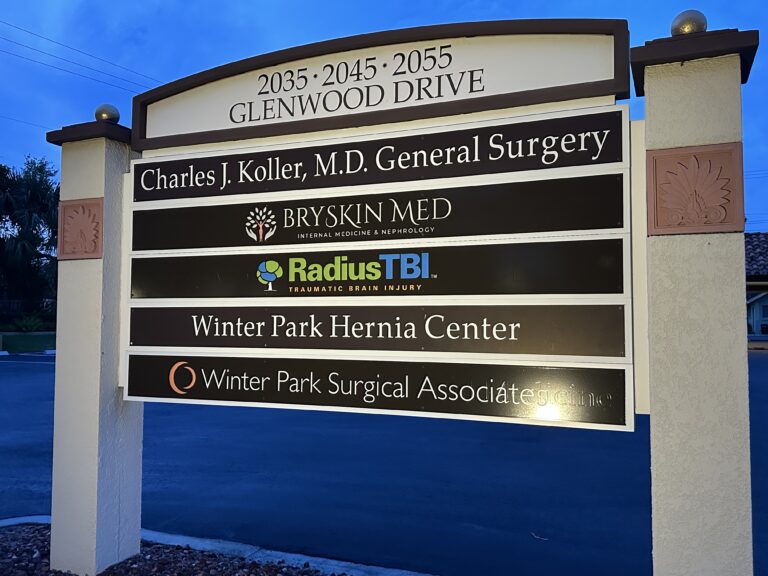 2035 · 2045 · 2055
GLENWOOD DRIVE
Charles J. Koller, M.D. General Surgery
BRYSKIN MED
INTERNAL MEDICINE & NEPHROLOGY
RadiusTBI™
TRAUMATIC BRAIN INJURY
Winter Park Hernia Center
Winter Park Surgical Associates